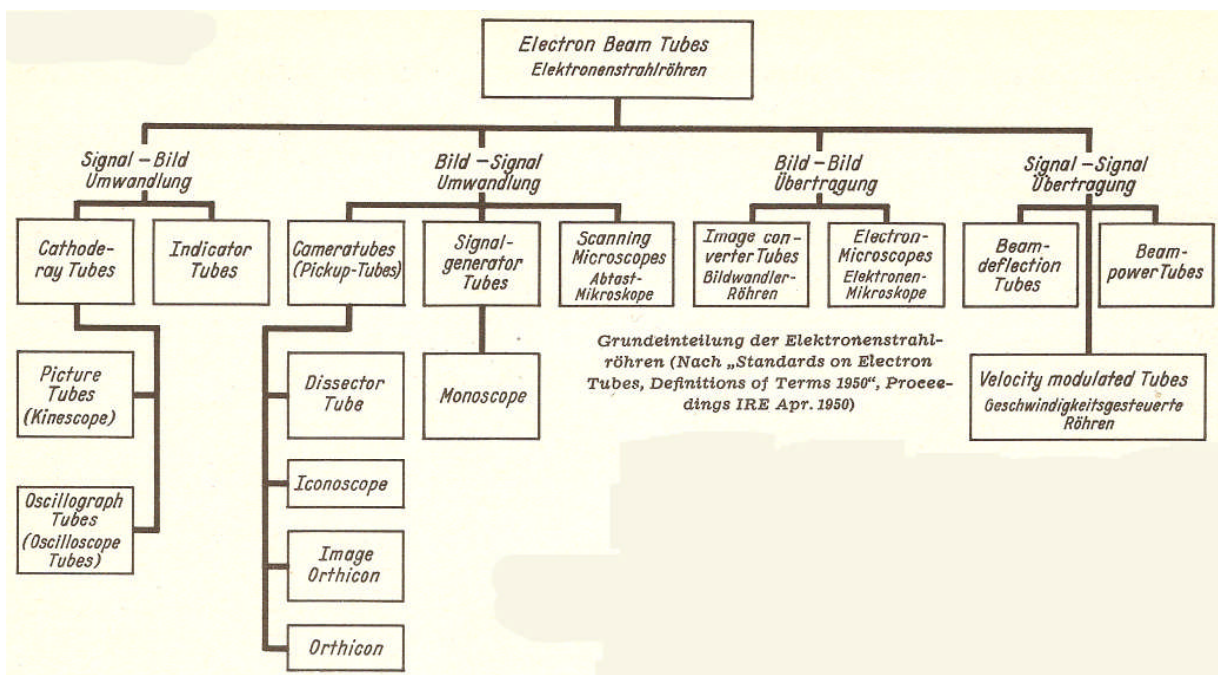 Electron Beam Tubes
Elektronenstrahlröhren
Signal – Bild
Umwandlung
Bild – Signal
Umwandlung
Bild – Bild
Übertragung
Signal – Signal
Übertragung
Cathode-
ray Tubes
Indicator
Tubes
Cameratubes
(Pickup-Tubes)
Signal-
generator
Tubes
Scanning
Microscopes
Abtast-
Mikroskope
Image con-
verter Tubes
Bildwandler-
Röhren
Electron-
Microscopes
Elektronen-
Mikroskope
Beam-
deflection
Tubes
Beam-
power Tubes
Picture
Tubes
(Kinescope)
Oscillograph
Tubes
(Oscilloscope
Tubes)
Dissector
Tube
Iconoscope
Image
Orthicon
Orthicon
Monoscope
Grundeinteilung der Elektronenstrahl-
röhren (Nach „Standards on Electron
Tubes, Definitions of Terms 1950“, Procee-
dings IRE Apr. 1950)
Velocity modulated Tubes
Geschwindigkeitsgesteuerte
Röhren